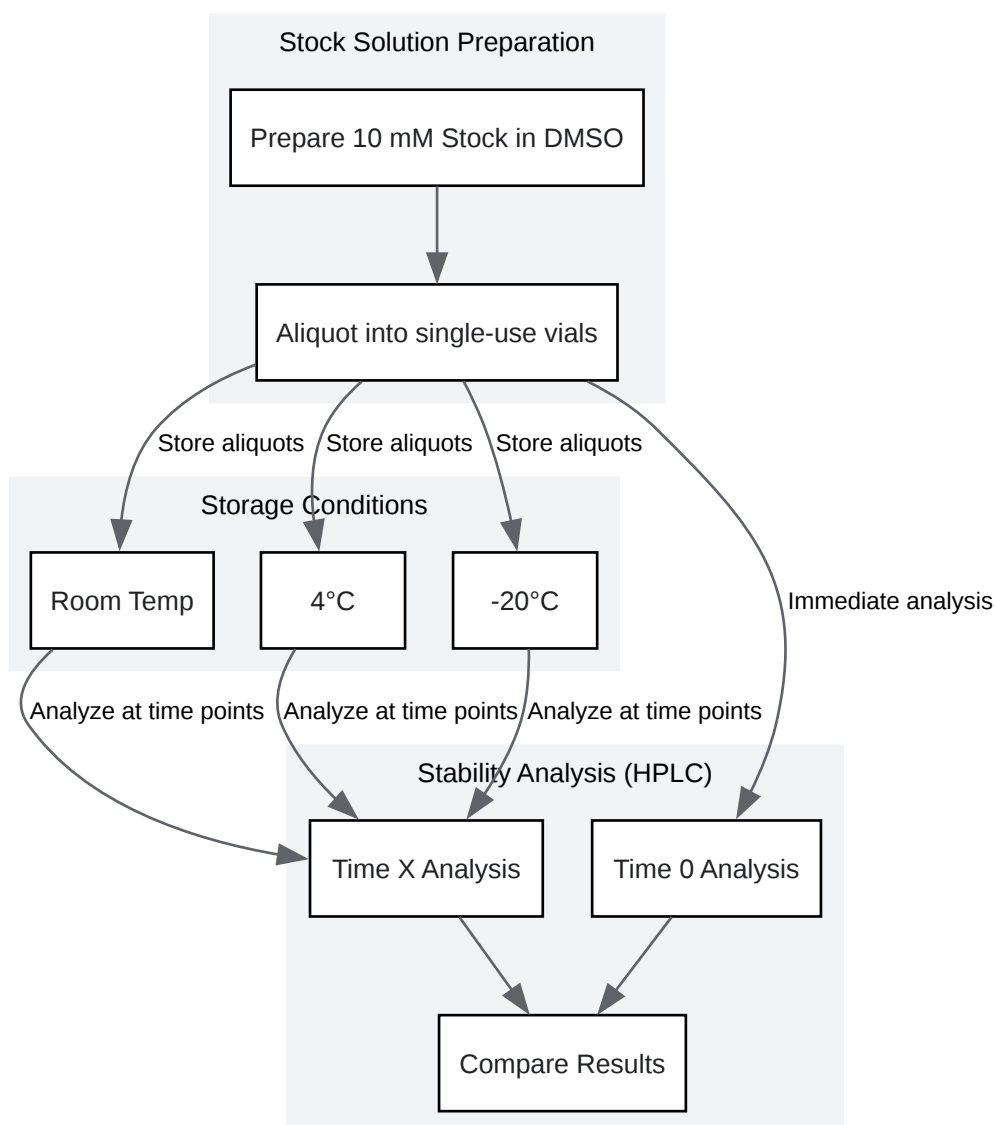 Stock Solution Preparation
Prepare 10 mM Stock in DMSO
Aliquot into single-use vials
Store aliquots
Store aliquots
Store aliquots
Storage Conditions
Room Temp
4°C
-20°C
Immediate analysis
Analyze at time points
Analyze at time points
Analyze at time points
Stability Analysis (HPLC)
Time X Analysis
Time 0 Analysis
Compare Results